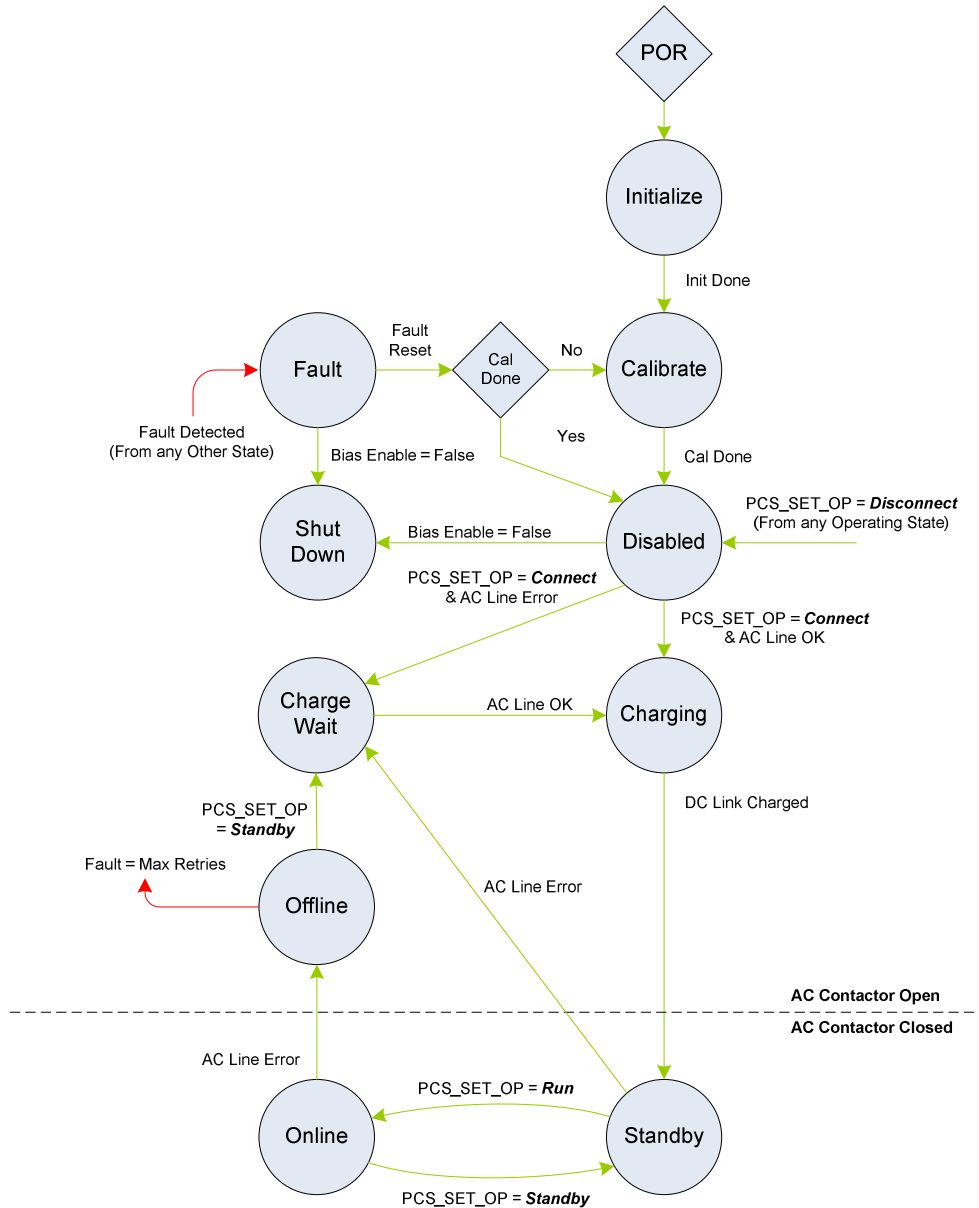 POR
Initialize
Init Done
Fault
Reset
Fault
Cal
Done
No
Calibrate
Fault Detected
(From any Other State)
Yes
Bias Enable = False
Cal Done
PCS_SET_OP = Disconnect
(From any Operating State)
Shut
Down
Bias Enable = False
Disabled
PCS_SET_OP = Connect
& AC Line Error
PCS_SET_OP = Connect
& AC Line OK
Charge
Wait
AC Line OK
Charging
PCS_SET_OP
= Standby
DC Link Charged
Fault = Max Retries
AC Line Error
Offline
AC Contactor Open
AC Contactor Closed
AC Line Error
PCS_SET_OP = Run
Online
Standby
PCS_SET_OP = Standby